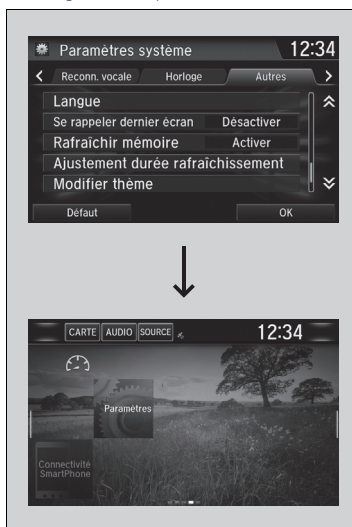 Paramètres système 12:34
Reconn. vocale Horloge Autres
Langue
Se rappeler dernier écran Désactiver
Rafraîchir mémoire Activer
Ajustement durée rafraîchissement
Modifier thème
Défaut OK
CARTE AUDIO SOURCE 12:34
Paramètres
Connectivité
SmartPhone